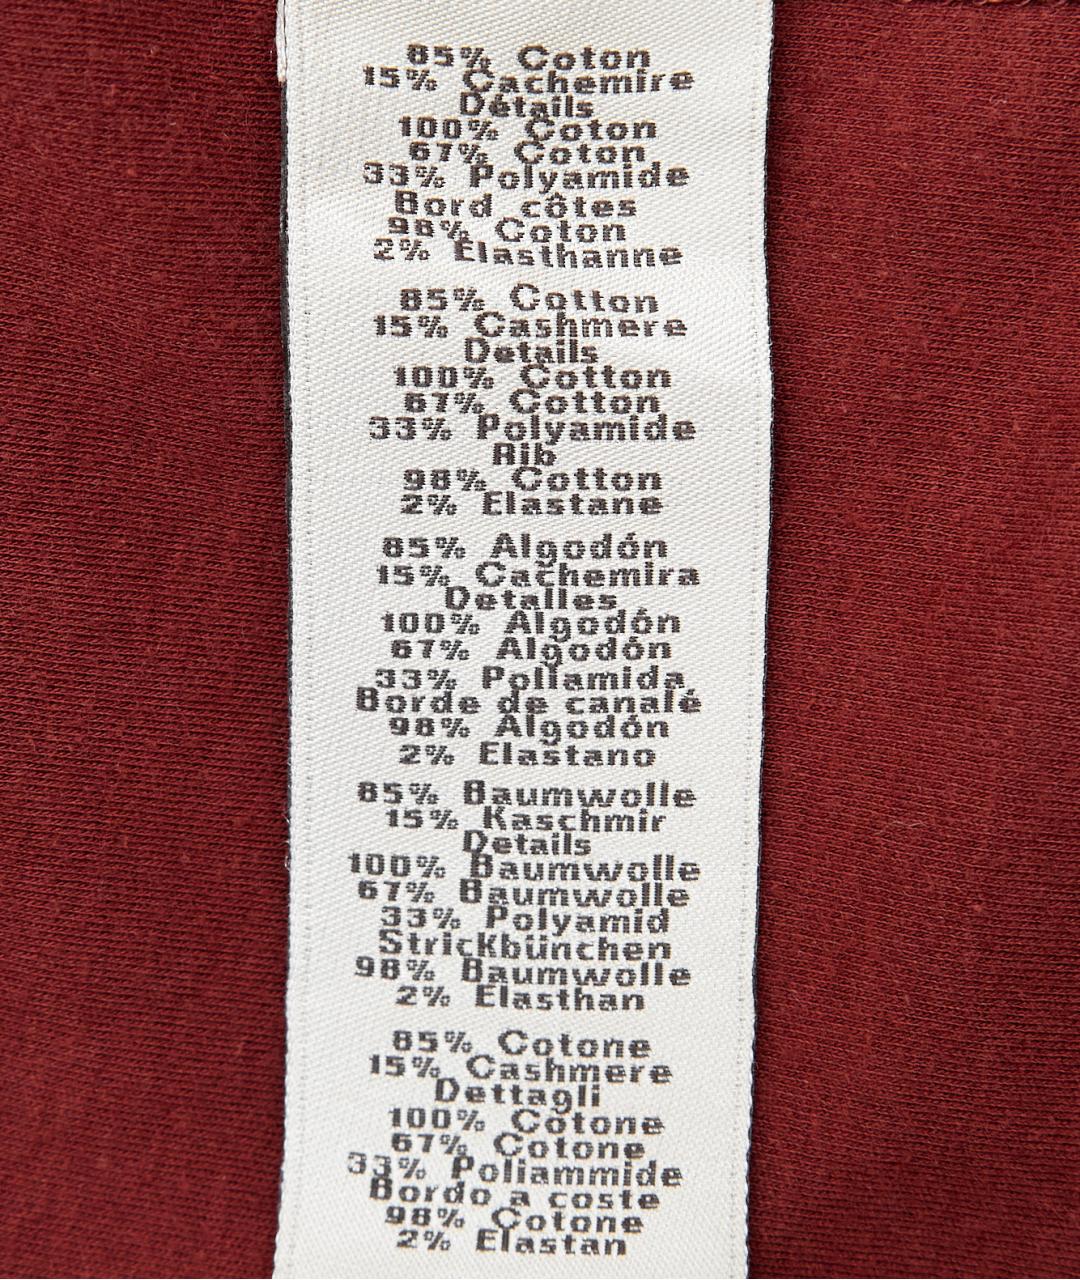 85% Coton
15% Cachemire
Détails
100% Coton
67% Coton
33% Polyamide
Bord côtes
98% Coton
2% Élasthanne
85% Cotton
15% Cashmere
Details
100% Cotton
67% Cotton
33% Polyamide
Rib
98% Cotton
2% Elastane
85% Algodón
15% Cachemira
Detalles
100% Algodón
67% Algodón
33% Poliamida
Borde de canalé
98% Algodón
2% Elastano
85% Baumwolle
15% Kaschmir
Details
100% Baumwolle
67% Baumwolle
33% Polyamid
Strickbünchen
98% Baumwolle
2% Elasthan
85% Cotone
15% Cashmere
Dettagli
100% Cotone
67% Cotone
33% Poliammide
Bordo a coste
98% Cotone
2% Elastan